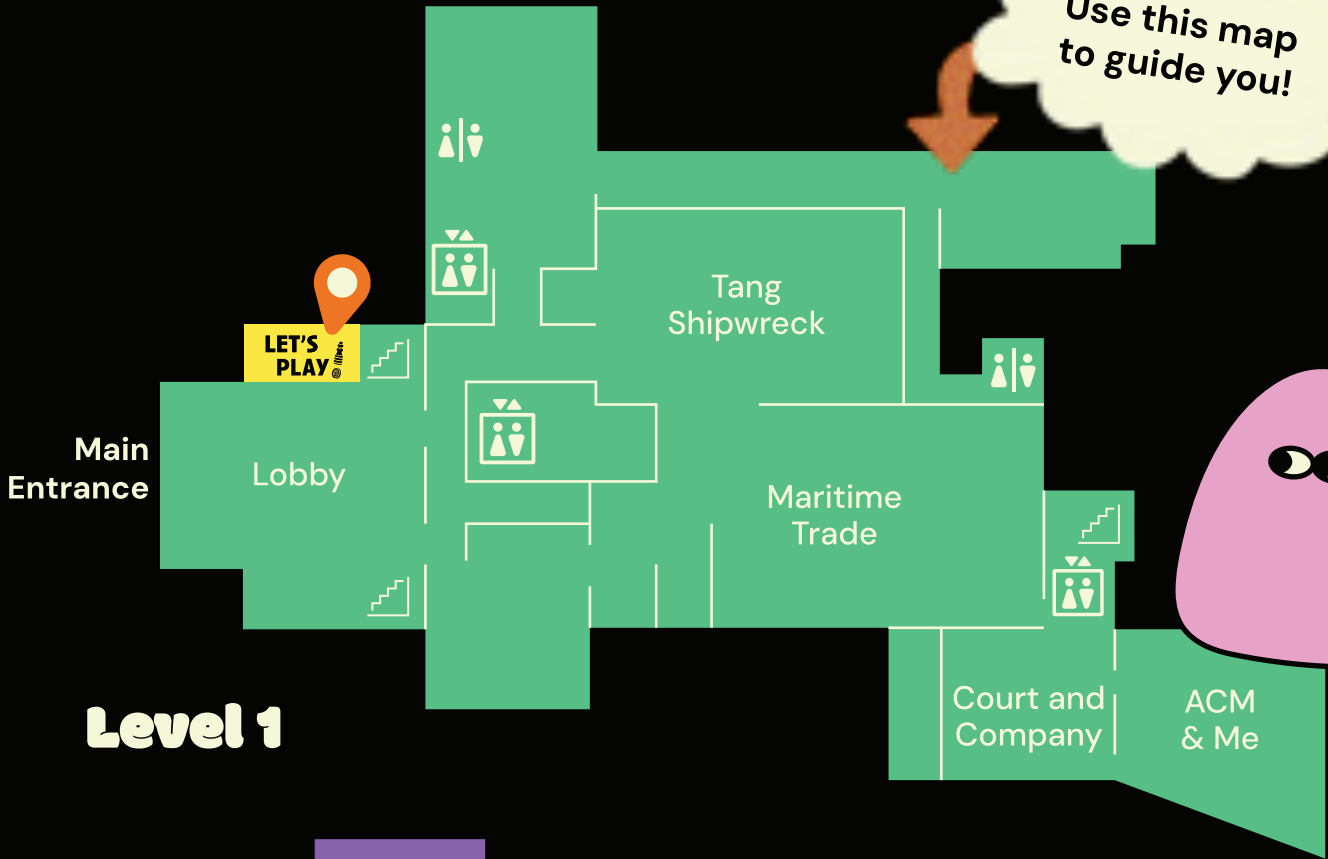 Use this map
to guide you!
Tang
Shipwreck
LET'S
PLAY!
Main
Entrance
Lobby
Maritime
Trade
Court and
Company
ACM
& Me
Level 1